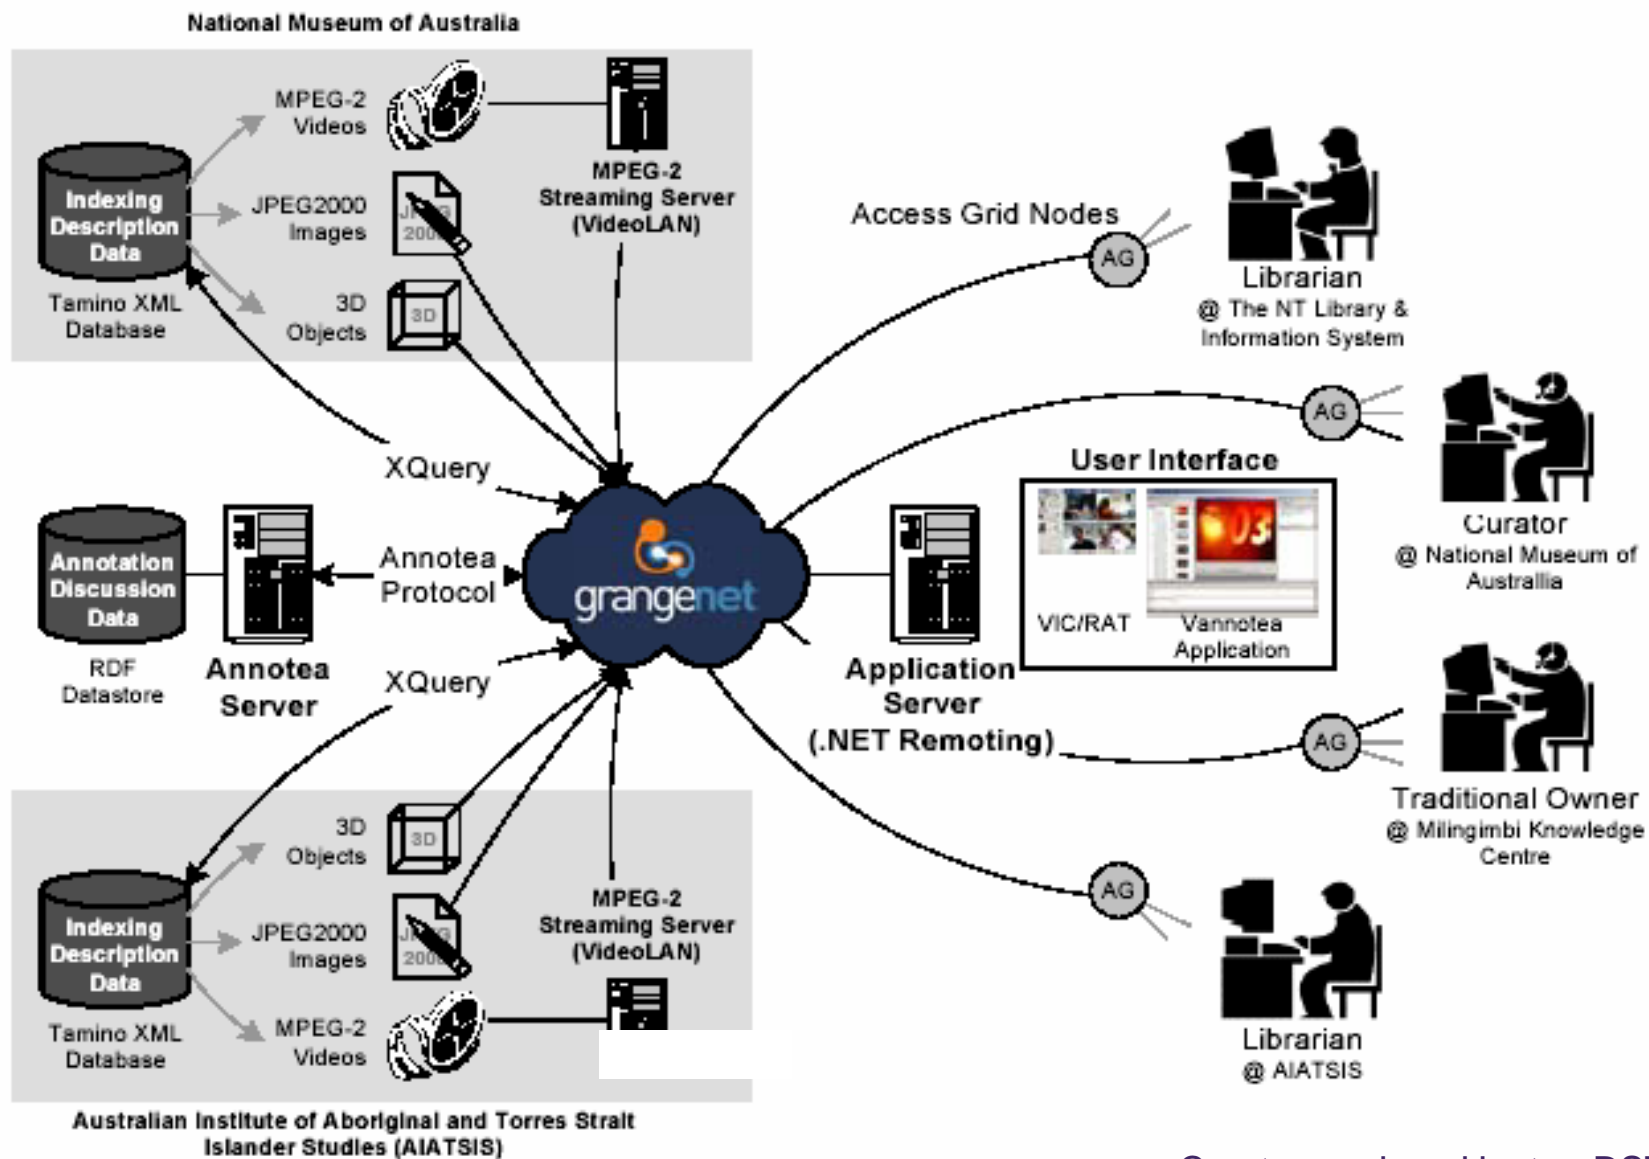 National Museum of Australia
MPEG-2
Videos
Indexing
Description
Data
Tamino XML
Database
JPEG2000
Images
3D
Objects
3D
MPEG-2
Streaming Server
(VideoLAN)
Access Grid Nodes
AG
Librarian
@ The NT Library &
Information System
AG
Curator
@ National Museum of
Australlia
XQuery
Annotation
Discussion
Data
RDF
Datastore
Annotea
Server
Annotea
Protocol
grangenet
XQuery
User Interface
VIC/RAT
Vannotea
Application
Application
Server
(.NET Remoting)
AG
Traditional Owner
@ Milingimbi Knowledge
Centre
AG
Librarian
@ AIATSIS
3D
Objects
3D
Indexing
Description
Data
Tamino XML
Database
JPEG2000
Images
MPEG-2
Videos
MPEG-2
Streaming Server
(VideoLAN)
Australian Institute of Aboriginal and Torres Strait
Islander Studies (AIATSIS)